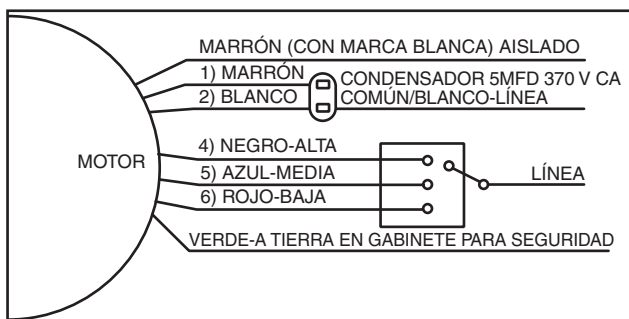 MARRÓN (CON MARCA BLANCA) AISLADO
1) MARRÓN
CONDENSADOR 5MFD 370 V CA
2) BLANCO
COMÚN/BLANCO-LÍNEA
4) NEGRO-ALTA
MOTOR
5) AZUL-MEDIA
LÍNEA
6) ROJO-BAJA
VERDE-A TIERRA EN GABINETE PARA SEGURIDAD